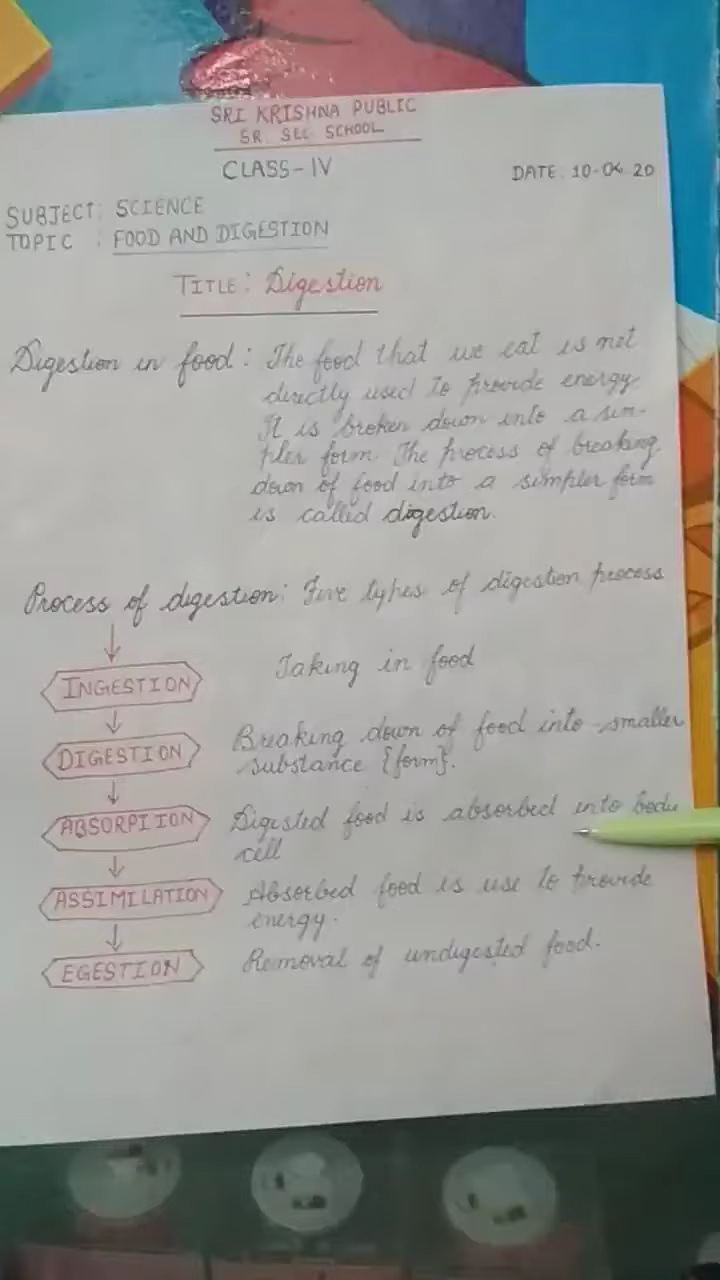 SRI KRISHNA PUBLIC
SR. SEC. SCHOOL
CLASS-IV
DATE: 10-04-20
SUBJECT: SCIENCE
TOPIC : FOOD AND DIGESTION
TITLE: Digestion
Digestion in food: The food that we eat is not
directly used to provide energy.
It is broken down into a sim-
pler form. The process of breaking
down of food into a simpler form
is called digestion.
Process of digestion: Five types of digestion process
INGESTION Taking in food
DIGESTION Breaking down of food into smaller
substance {form}.
ABSORPTION Digested food is absorbed into body
cell
ASSIMILATION Absorbed food is use to provide
energy.
EGESTION Removal of undigested food.